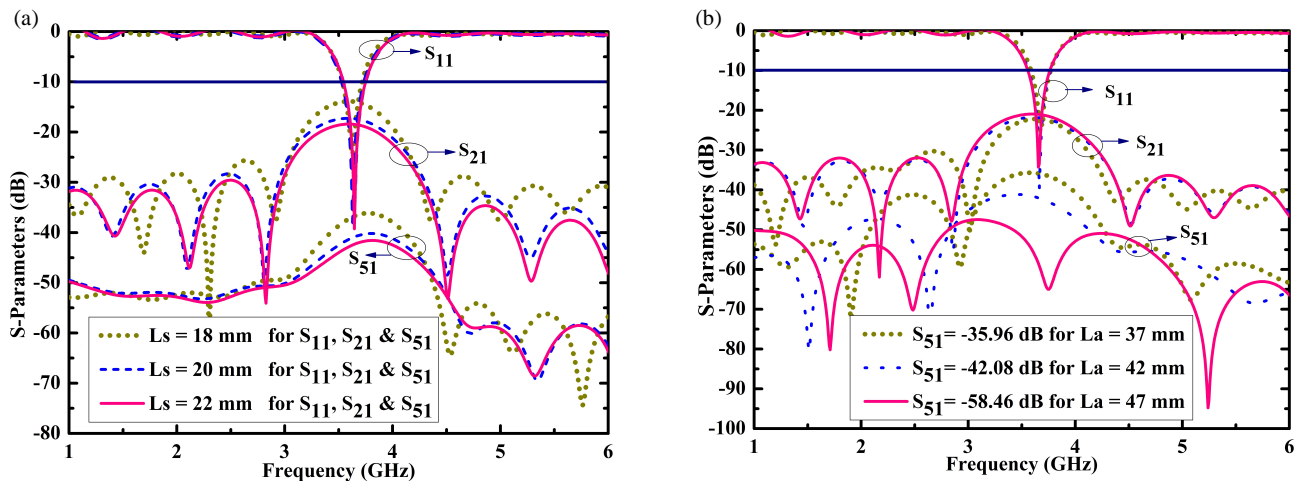 (a)
0
-10
-20
-30
-40
-50
-60
-70
-80
S-Parameters (dB)
S11
S21
S51
Ls = 18 mm for S11, S21 & S51
Ls = 20 mm for S11, S21 & S51
Ls = 22 mm for S11, S21 & S51
1 2 3 4 5 6
Frequency (GHz)
(b)
0
-10
-20
-30
-40
-50
-60
-70
-80
-90
-100
S-Parameters (dB)
S11
S21
S51
S51= -35.96 dB for La = 37 mm
S51= -42.08 dB for La = 42 mm
S51= -58.46 dB for La = 47 mm
1 2 3 4 5 6
Frequency (GHz)